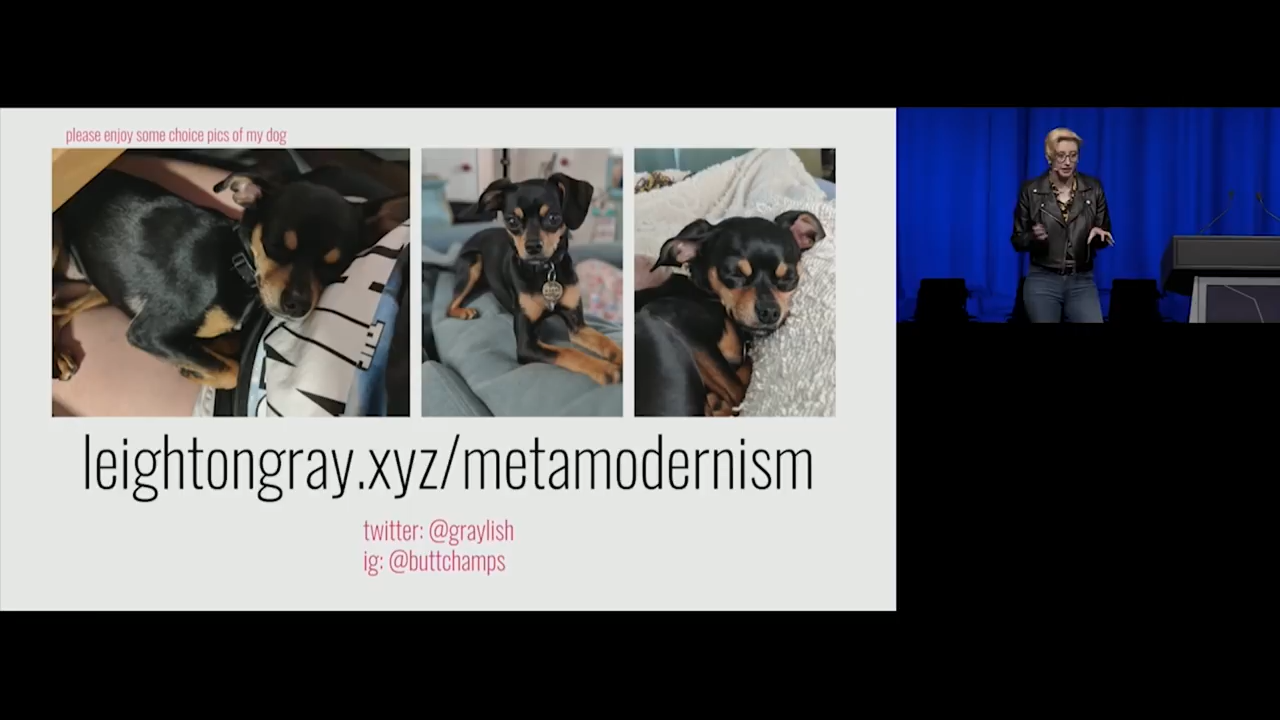 please enjoy some choice pics of my dog
leightongray.xyz/metamodernism
twitter: @graylish
ig: @buttchamps